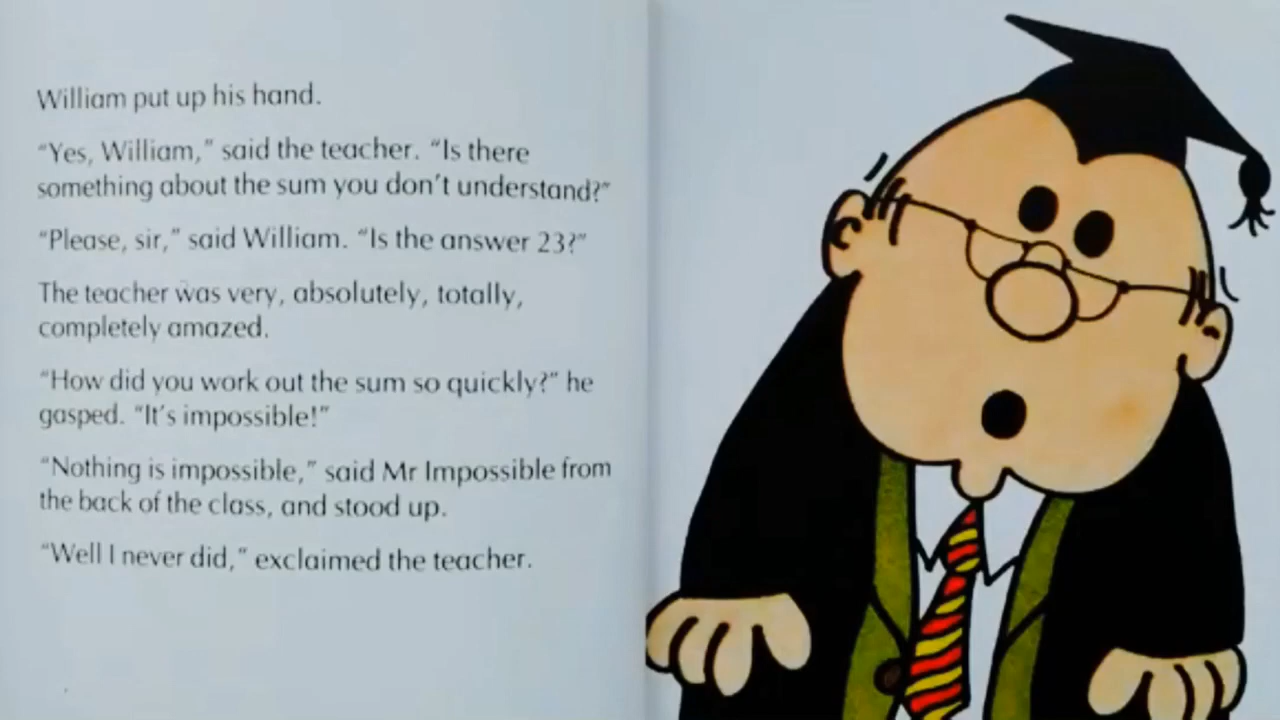 William put up his hand.
“Yes, William,” said the teacher. “Is there
something about the sum you don’t understand?”
“Please, sir,” said William. “Is the answer 23?”
The teacher was very, absolutely, totally,
completely amazed.
“How did you work out the sum so quickly?” he
gasped. “It’s impossible!”
“Nothing is impossible,” said Mr Impossible from
the back of the class, and stood up.
“Well I never did,” exclaimed the teacher.